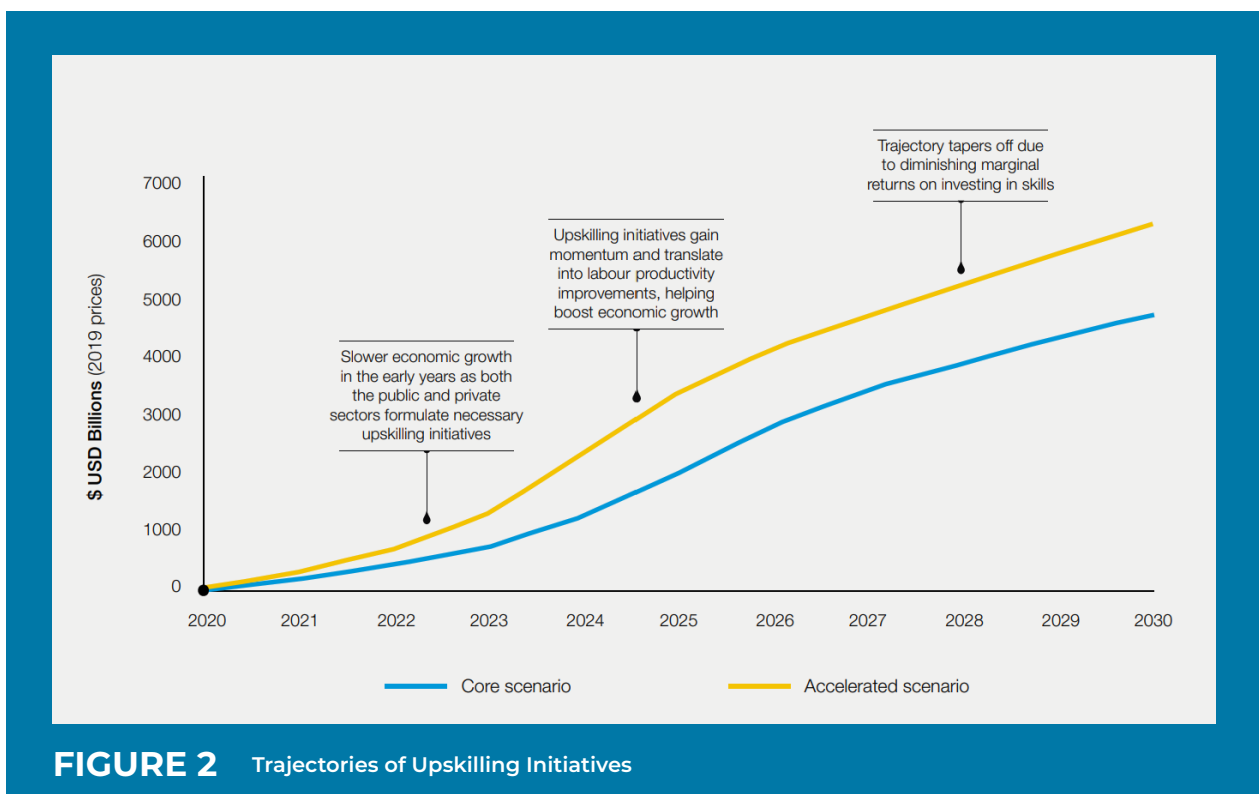 Trajectory tapers off due
to diminishing marginal
returns on investing in skills
Upskilling initiatives gain
momentum and translate
into labour productivity
improvements, helping
boost economic growth
Slower economic growth
in the early years as both
the public and private
sectors formulate necessary
upskilling initiatives
$ USD Billions (2019 prices)
7000
6000
5000
4000
3000
2000
1000
0
2020 2021 2022 2023 2024 2025 2026 2027 2028 2029 2030
Core scenario Accelerated scenario
FIGURE 2 Trajectories of Upskilling Initiatives